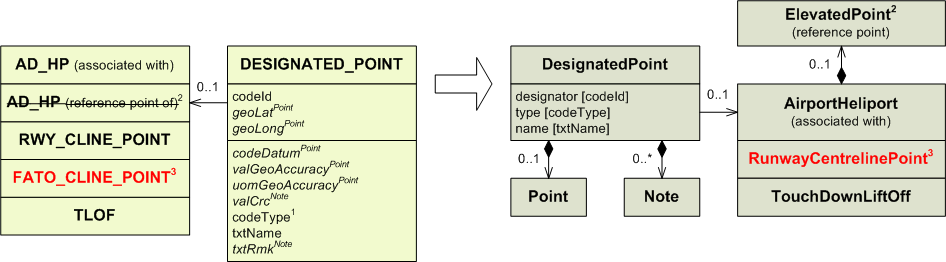 AD_HP (associated with)
AD_HP (reference point of)2
RWY_CLINE_POINT
FATO_CLINE_POINT3
TLOF
0..1
DESIGNATED_POINT
codeId
geoLatPoint
geoLongPoint
codeDatumPoint
valGeoAccuracyPoint
uomGeoAccuracyPoint
valCrcNote
codeType1
txtName
txtRmkNote
DesignatedPoint
designator [codeId]
type [codeType]
name [txtName]
0..1
0..*
Point
Note
0..1
ElevatedPoint2
(reference point)
0..1
AirportHeliport
(associated with)
RunwayCentrelinePoint3
TouchDownLiftOff